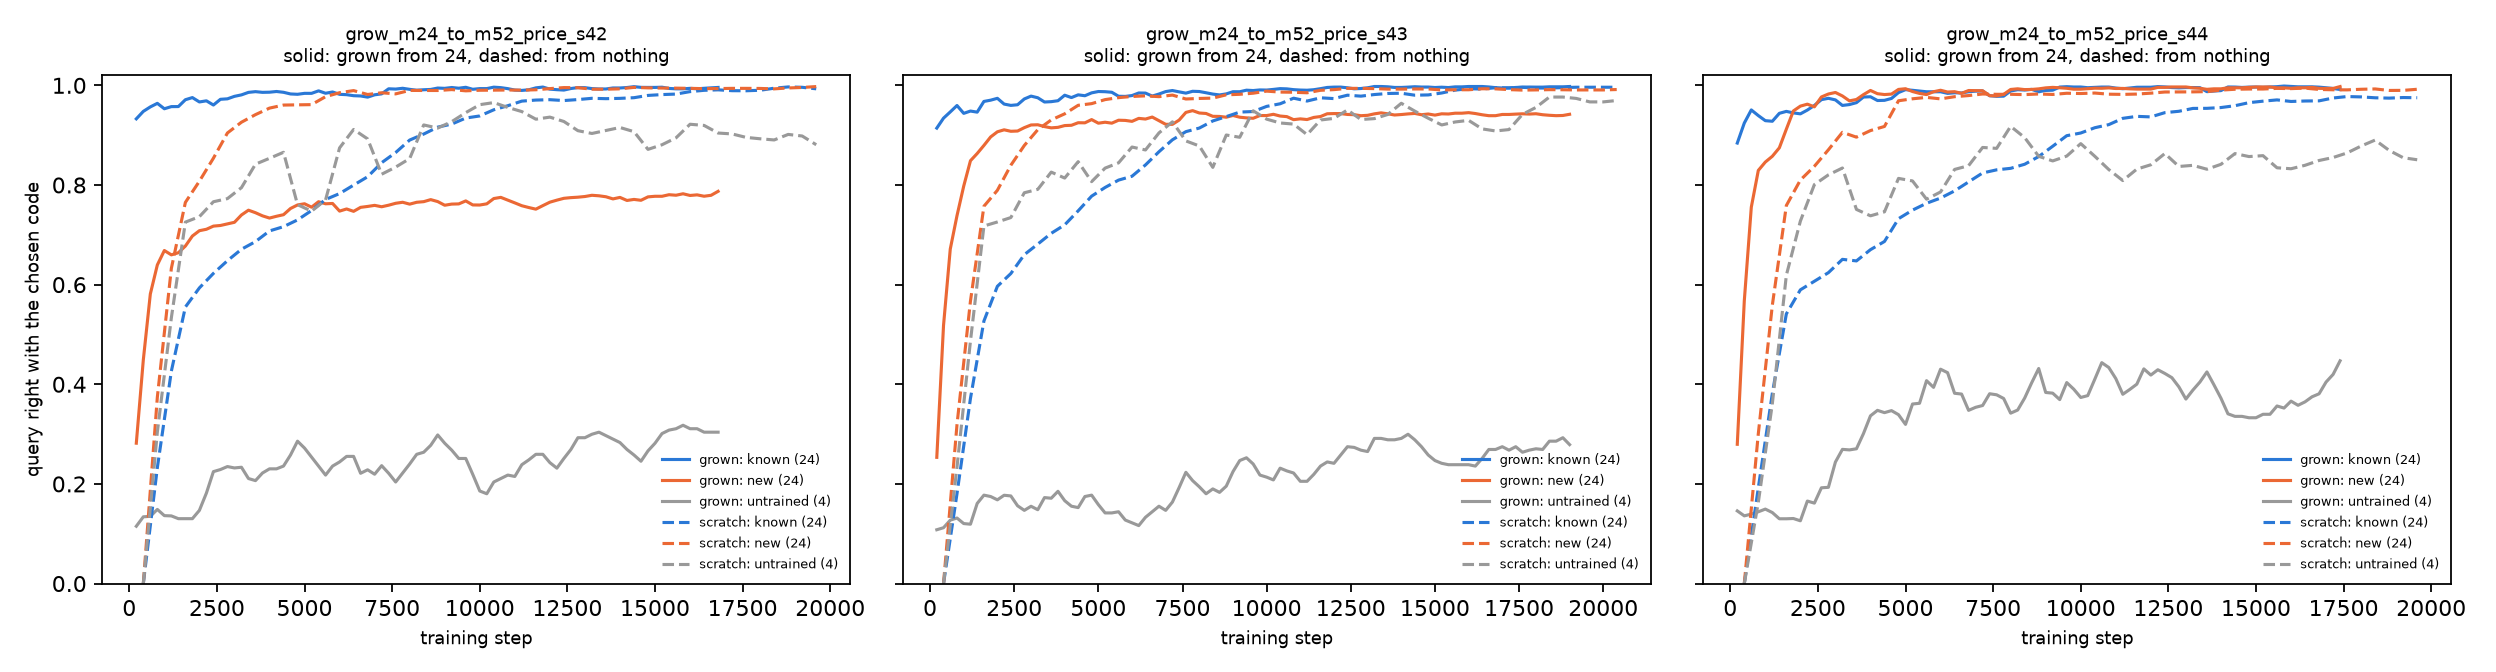 grow_m24_to_m52_price_s42
solid: grown from 24, dashed: from nothing
grow_m24_to_m52_price_s43
solid: grown from 24, dashed: from nothing
grow_m24_to_m52_price_s44
solid: grown from 24, dashed: from nothing
query right with the chosen code
1.0
0.8
0.6
0.4
0.2
0.0
grown: known (24)
grown: new (24)
grown: untrained (4)
scratch: known (24)
scratch: new (24)
scratch: untrained (4)
grown: known (24)
grown: new (24)
grown: untrained (4)
scratch: known (24)
scratch: new (24)
scratch: untrained (4)
grown: known (24)
grown: new (24)
grown: untrained (4)
scratch: known (24)
scratch: new (24)
scratch: untrained (4)
0 2500 5000 7500 10000 12500 15000 17500 20000
0 2500 5000 7500 10000 12500 15000 17500 20000
0 2500 5000 7500 10000 12500 15000 17500 20000
training step
training step
training step